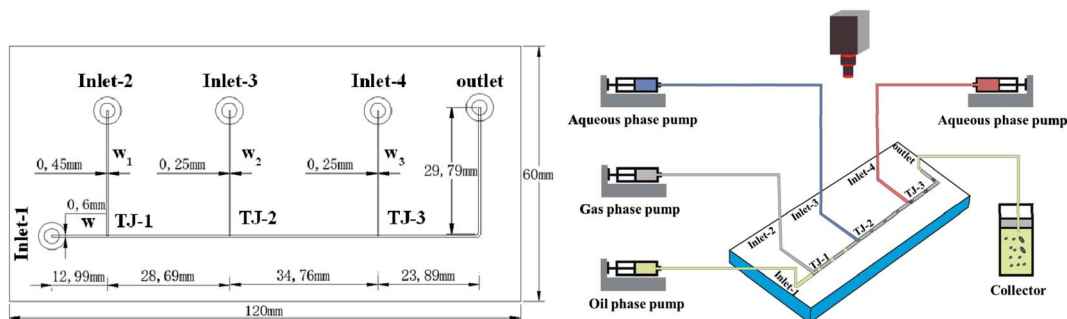 Inlet-2
Inlet-3
Inlet-4
outlet
w1
w2
w3
0,45mm
0,25mm
0,25mm
29,79mm
60mm
0,6mm
Inlet-1
w
TJ-1
TJ-2
TJ-3
12,99mm
28,69mm
34,76mm
23,89mm
120mm
Aqueous phase pump
Aqueous phase pump
Gas phase pump
Oil phase pump
outlet
Inlet-4
Inlet-3
Inlet-2
Inlet-1
TJ-3
TJ-2
TJ-1
Collector